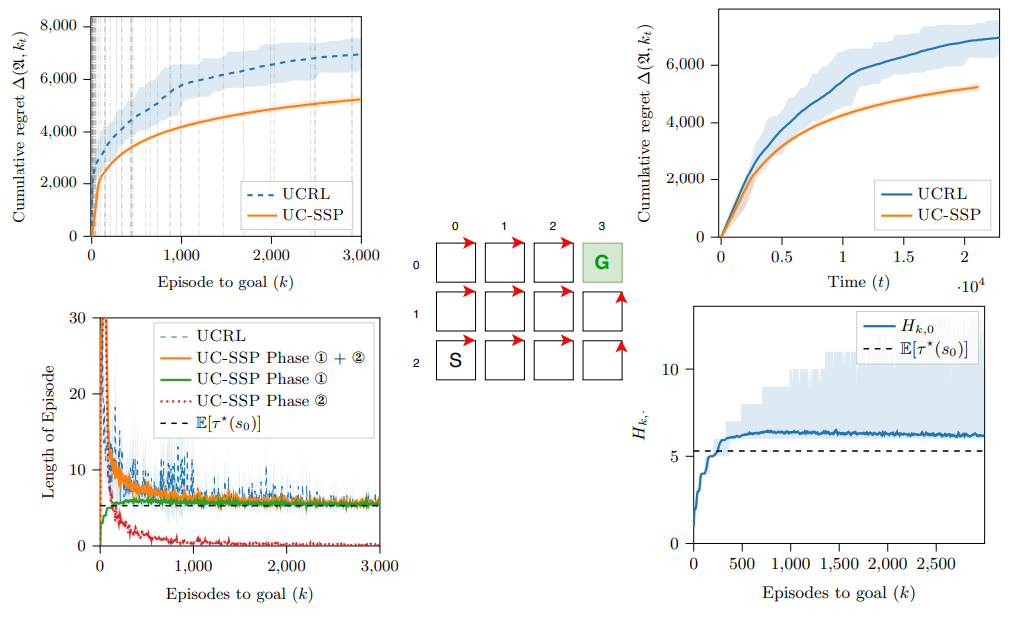 8,000
6,000
4,000
2,000
0
Cumulative regret Δ(𝔄, k_t)
UCRL
UC-SSP
0 1,000 2,000 3,000
Episode to goal (k)
6,000
4,000
2,000
0
Cumulative regret Δ(𝔄, k_t)
UCRL
UC-SSP
0 0.5 1 1.5 2
·10⁴
Time (t)
0 1 2 3
0 G
1
2 S
30
20
10
0
Length of Episode
UCRL
UC-SSP Phase ① + ②
UC-SSP Phase ①
UC-SSP Phase ②
𝔼[τ⋆(s₀)]
0 1,000 2,000 3,000
Episodes to goal (k)
10
5
0
H_{k,·}
H_{k,0}
𝔼[τ⋆(s₀)]
0 500 1,000 1,500 2,000 2,500
Episodes to goal (k)